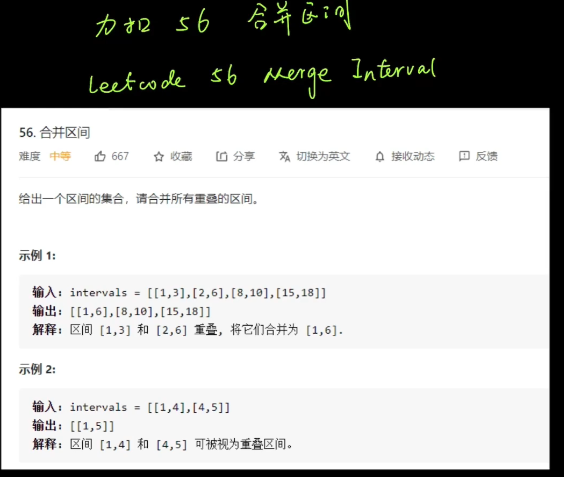 力扣 56 合并区间
Leetcode 56 Merge Interval
56. 合并区间
难度 中等 667 收藏 分享 切换为英文 接收动态 反馈
给出一个区间的集合，请合并所有重叠的区间。
示例 1:
输入: intervals = [[1,3],[2,6],[8,10],[15,18]]
输出: [[1,6],[8,10],[15,18]]
解释: 区间 [1,3] 和 [2,6] 重叠, 将它们合并为 [1,6].
示例 2:
输入: intervals = [[1,4],[4,5]]
输出: [[1,5]]
解释: 区间 [1,4] 和 [4,5] 可被视为重叠区间。